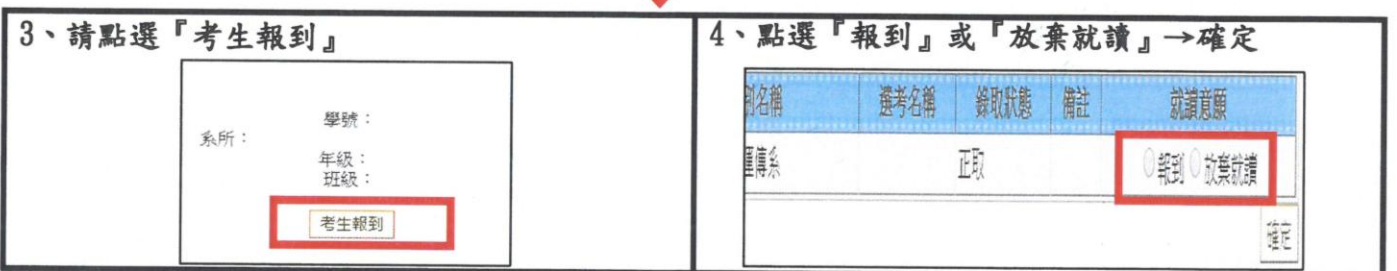 3、請點選『考生報到』
學號：
系所：
年級：
班級：
考生報到
4、點選『報到』或『放棄就讀』→確定
別名稱 選考名稱 錄取狀態 備註 就讀意願
傳系 正取 報到 放棄就讀
確定